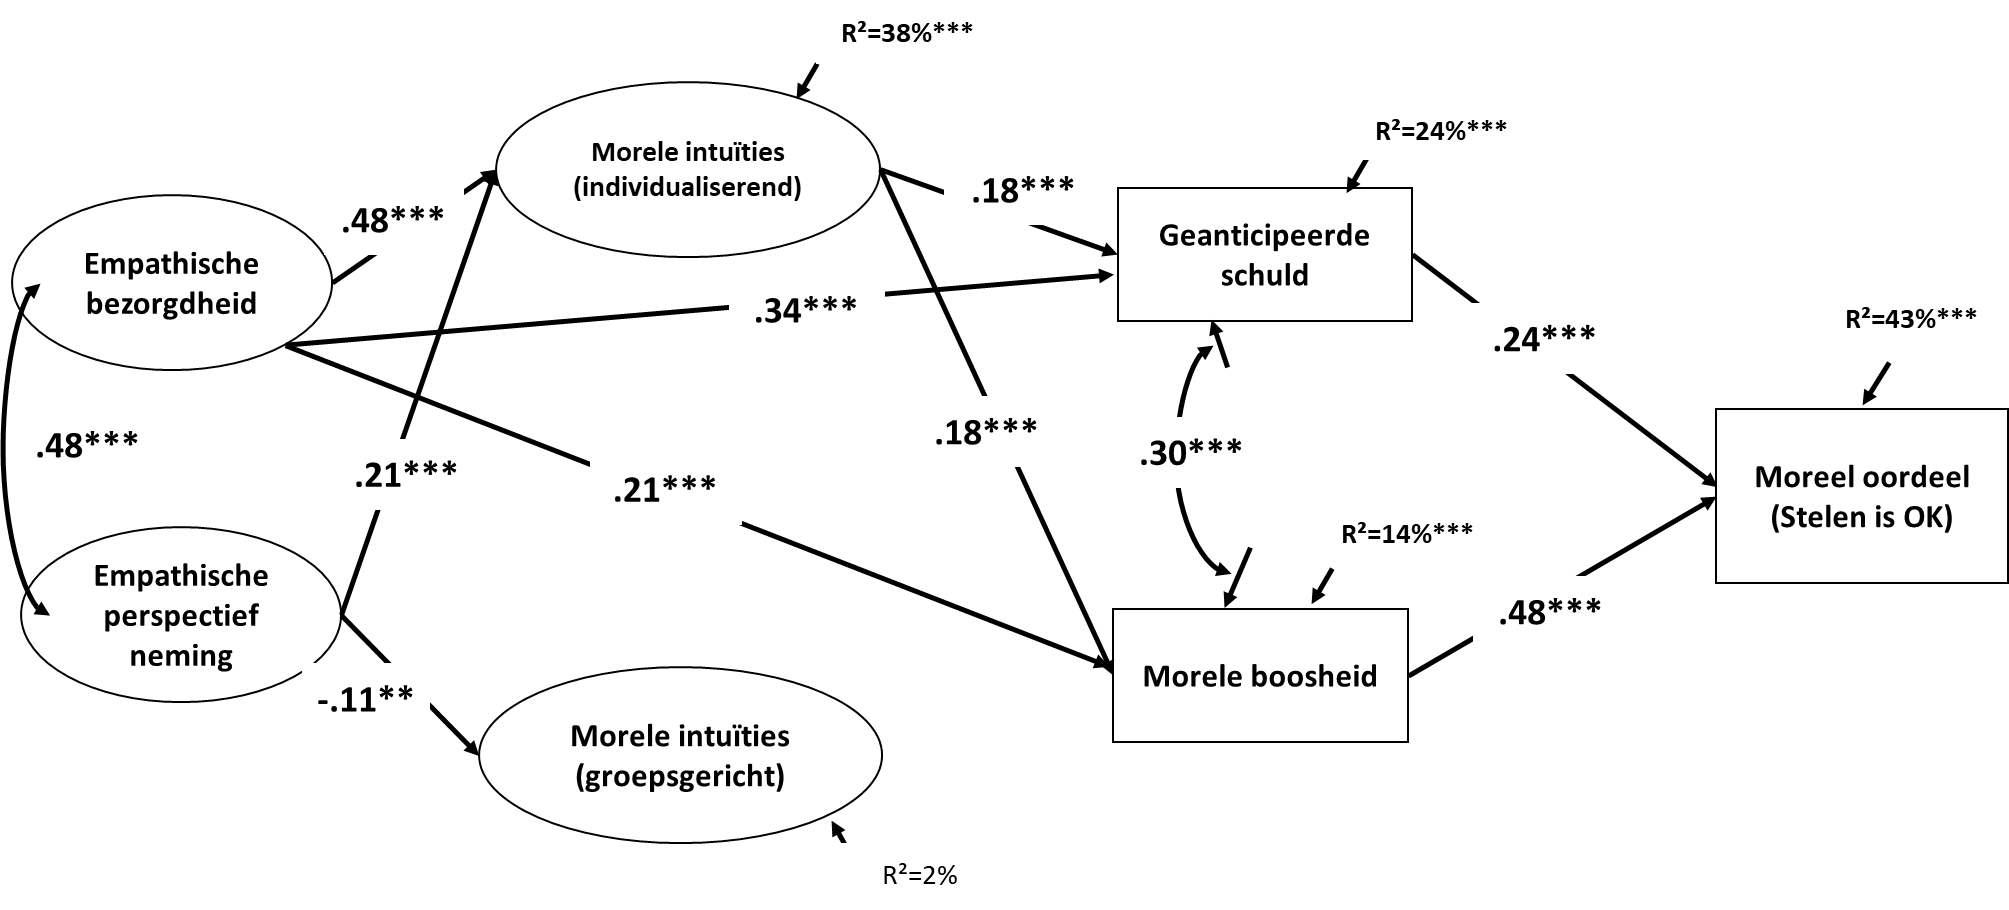 R²=38%***
Morele intuïties
(individualiserend)
R²=24%***
.18***
.48***
Geanticipeerde
schuld
Empathische
bezorgdheid
.34***
R²=43%***
.24***
.48***
.18***
.30***
.21***
.21***
Moreel oordeel
(Stelen is OK)
R²=14%***
Empathische
perspectief
neming
.48***
Morele boosheid
-.11**
Morele intuïties
(groepsgericht)
R²=2%